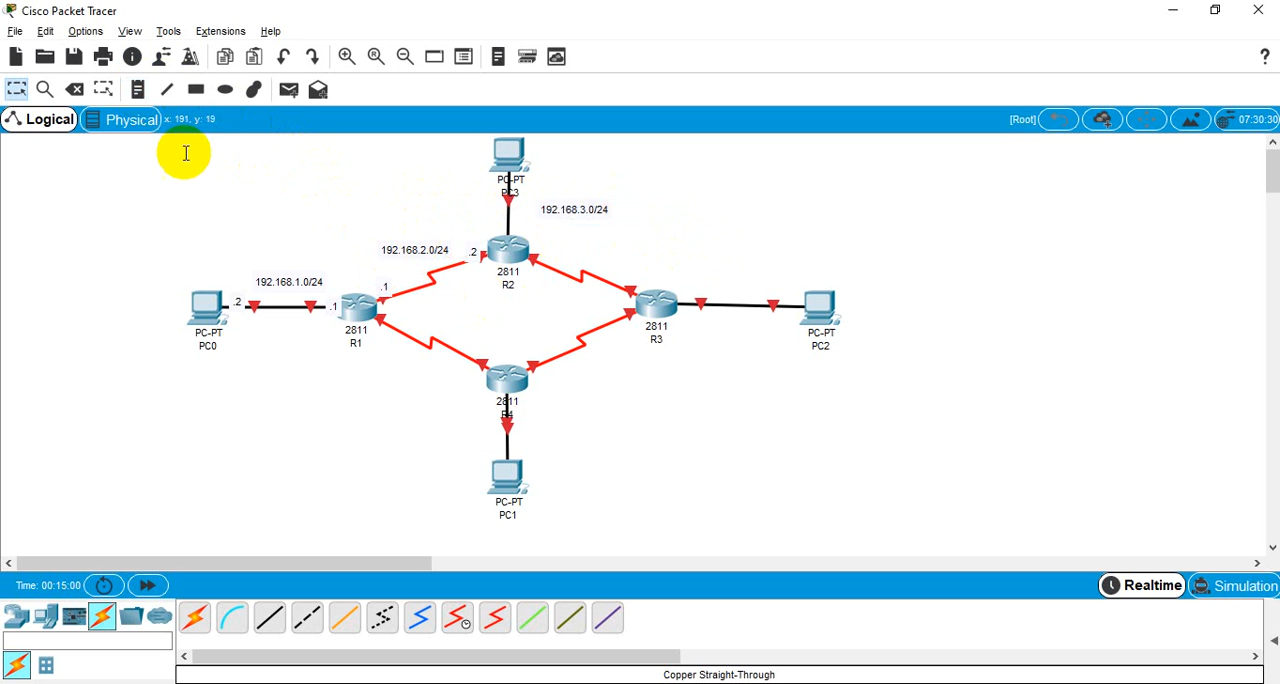 Cisco Packet Tracer
File Edit Options View Tools Extensions Help
?
Logical Physical x: 191, y: 19 [Root] 07:30:30
PC-PT
PC3
192.168.3.0/24
192.168.2.0/24 .2
2811
R2
192.168.1.0/24 .1
.2 .1
PC-PT
PC0
2811
R1
2811
R3
PC-PT
PC2
2811
R4
PC-PT
PC1
Time: 00:15:00 Realtime Simulation
Copper Straight-Through